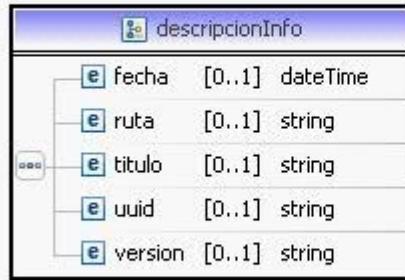 descripcionInfo
fecha [0..1] dateTime
ruta [0..1] string
titulo [0..1] string
uuid [0..1] string
version [0..1] string